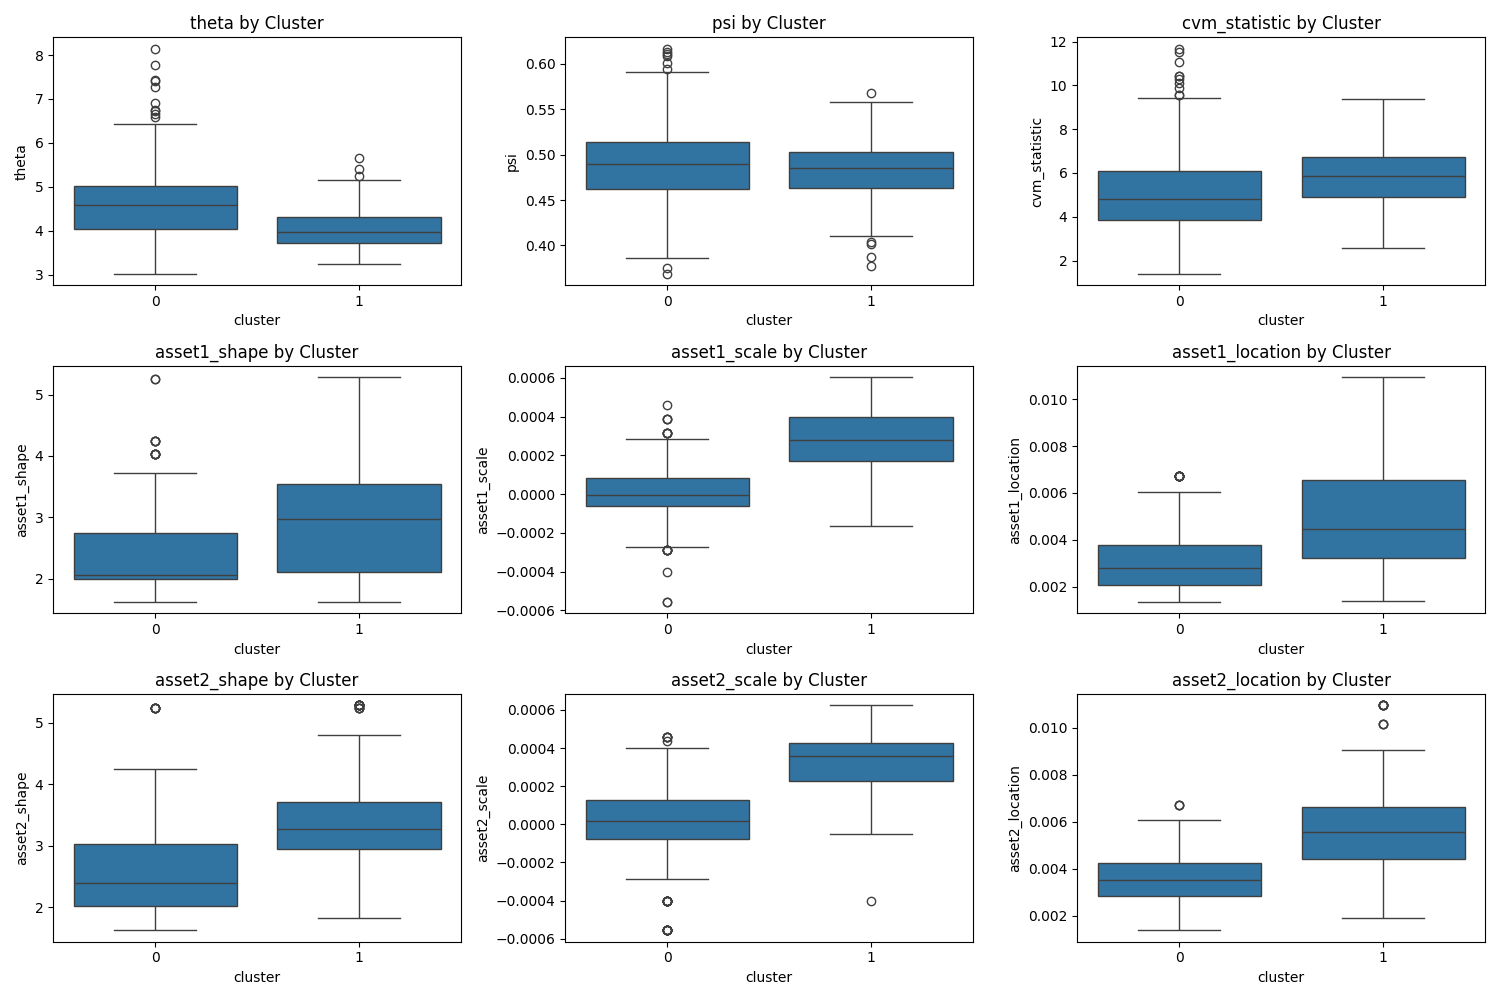 theta by Cluster
8
7
6
5
4
3
theta
0
1
cluster
psi by Cluster
0.60
0.55
0.50
0.45
0.40
psi
0
1
cluster
cvm_statistic by Cluster
12
10
8
6
4
2
cvm_statistic
0
1
cluster
asset1_shape by Cluster
5
4
3
2
asset1_shape
0
1
cluster
asset1_scale by Cluster
0.0006
0.0004
0.0002
0.0000
−0.0002
−0.0004
−0.0006
asset1_scale
0
1
cluster
asset1_location by Cluster
0.010
0.008
0.006
0.004
0.002
asset1_location
0
1
cluster
asset2_shape by Cluster
5
4
3
2
asset2_shape
0
1
cluster
asset2_scale by Cluster
0.0006
0.0004
0.0002
0.0000
−0.0002
−0.0004
−0.0006
asset2_scale
0
1
cluster
asset2_location by Cluster
0.010
0.008
0.006
0.004
0.002
asset2_location
0
1
cluster